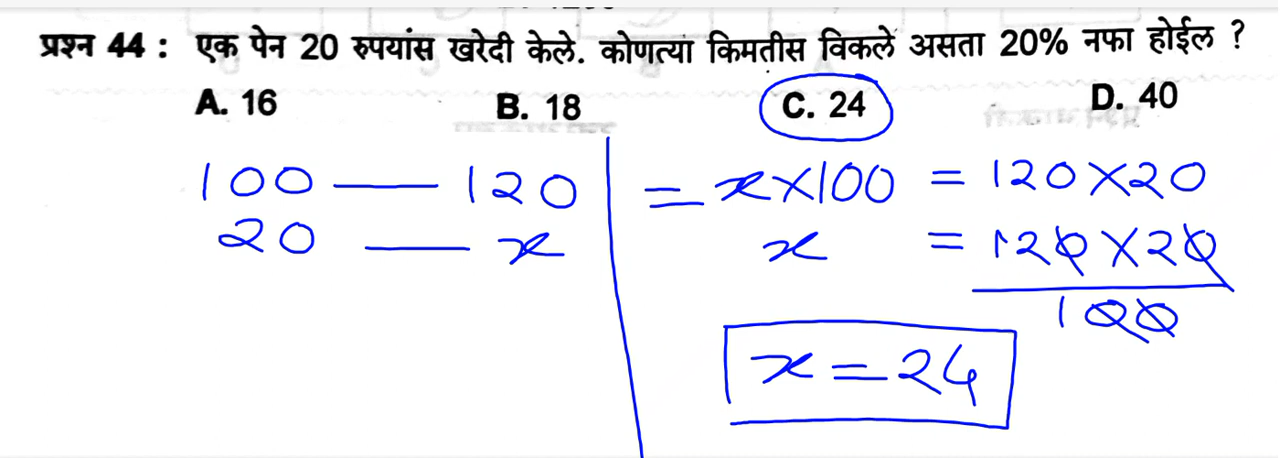 प्रश्न 44 : एक पेन 20 रुपयांस खरेदी केले. कोणत्या किमतीस विकले असता 20% नफा होईल ?
A. 16 B. 18 C. 24 D. 40
100 — 120
20 — x
= x×100 = 120×20
x = 120×20
100
x = 24